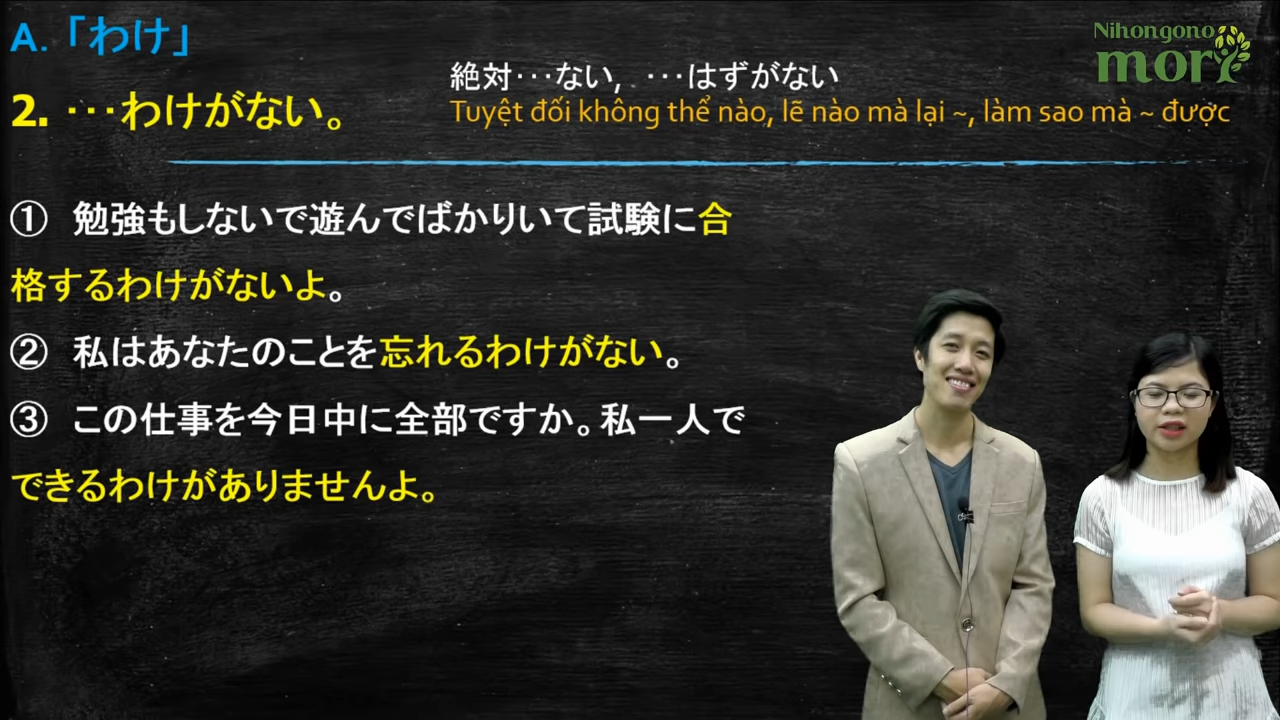 A. 「わけ」
Nihongono
mori
2. ･･･わけがない。
絶対･･･ない, ･･･はずがない
Tuyệt đối không thể nào, lẽ nào mà lại ~, làm sao mà ~ được
① 勉強もしないで遊んでばかりいて試験に合
格するわけがないよ。
② 私はあなたのことを忘れるわけがない。
③ この仕事を今日中に全部ですか。私一人で
できるわけがありませんよ。